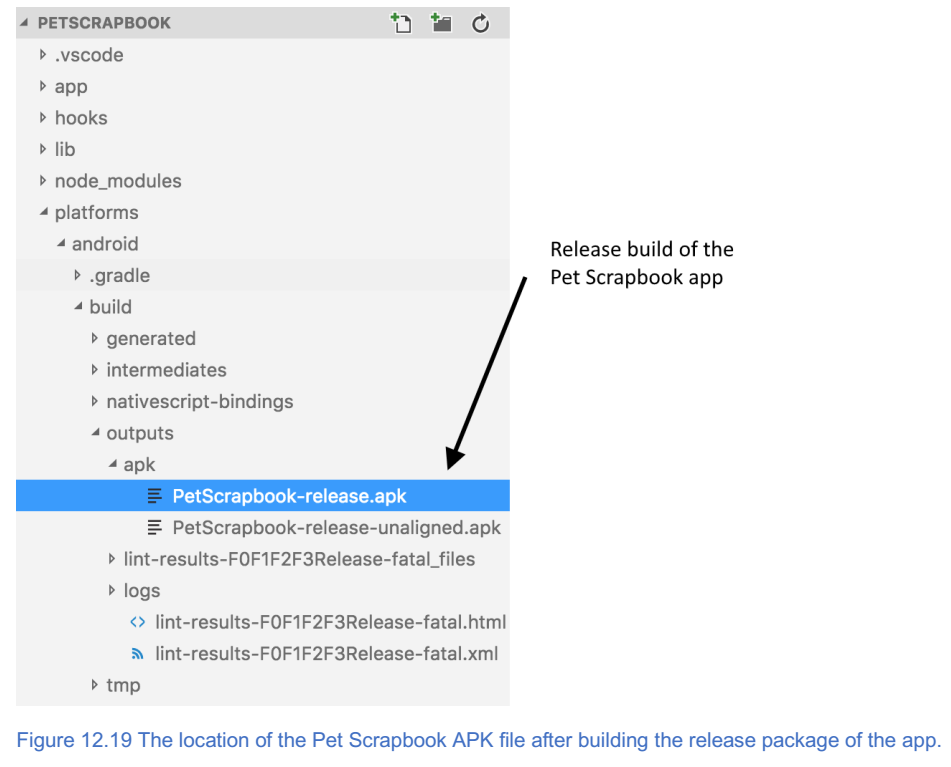 PETSCRAPBOOK
.vscode
app
hooks
lib
node_modules
platforms
android
.gradle
build
generated
intermediates
nativescript-bindings
outputs
apk
PetScrapbook-release.apk
PetScrapbook-release-unaligned.apk
lint-results-F0F1F2F3Release-fatal_files
logs
lint-results-F0F1F2F3Release-fatal.html
lint-results-F0F1F2F3Release-fatal.xml
tmp
Release build of the
Pet Scrapbook app
Figure 12.19 The location of the Pet Scrapbook APK file after building the release package of the app.